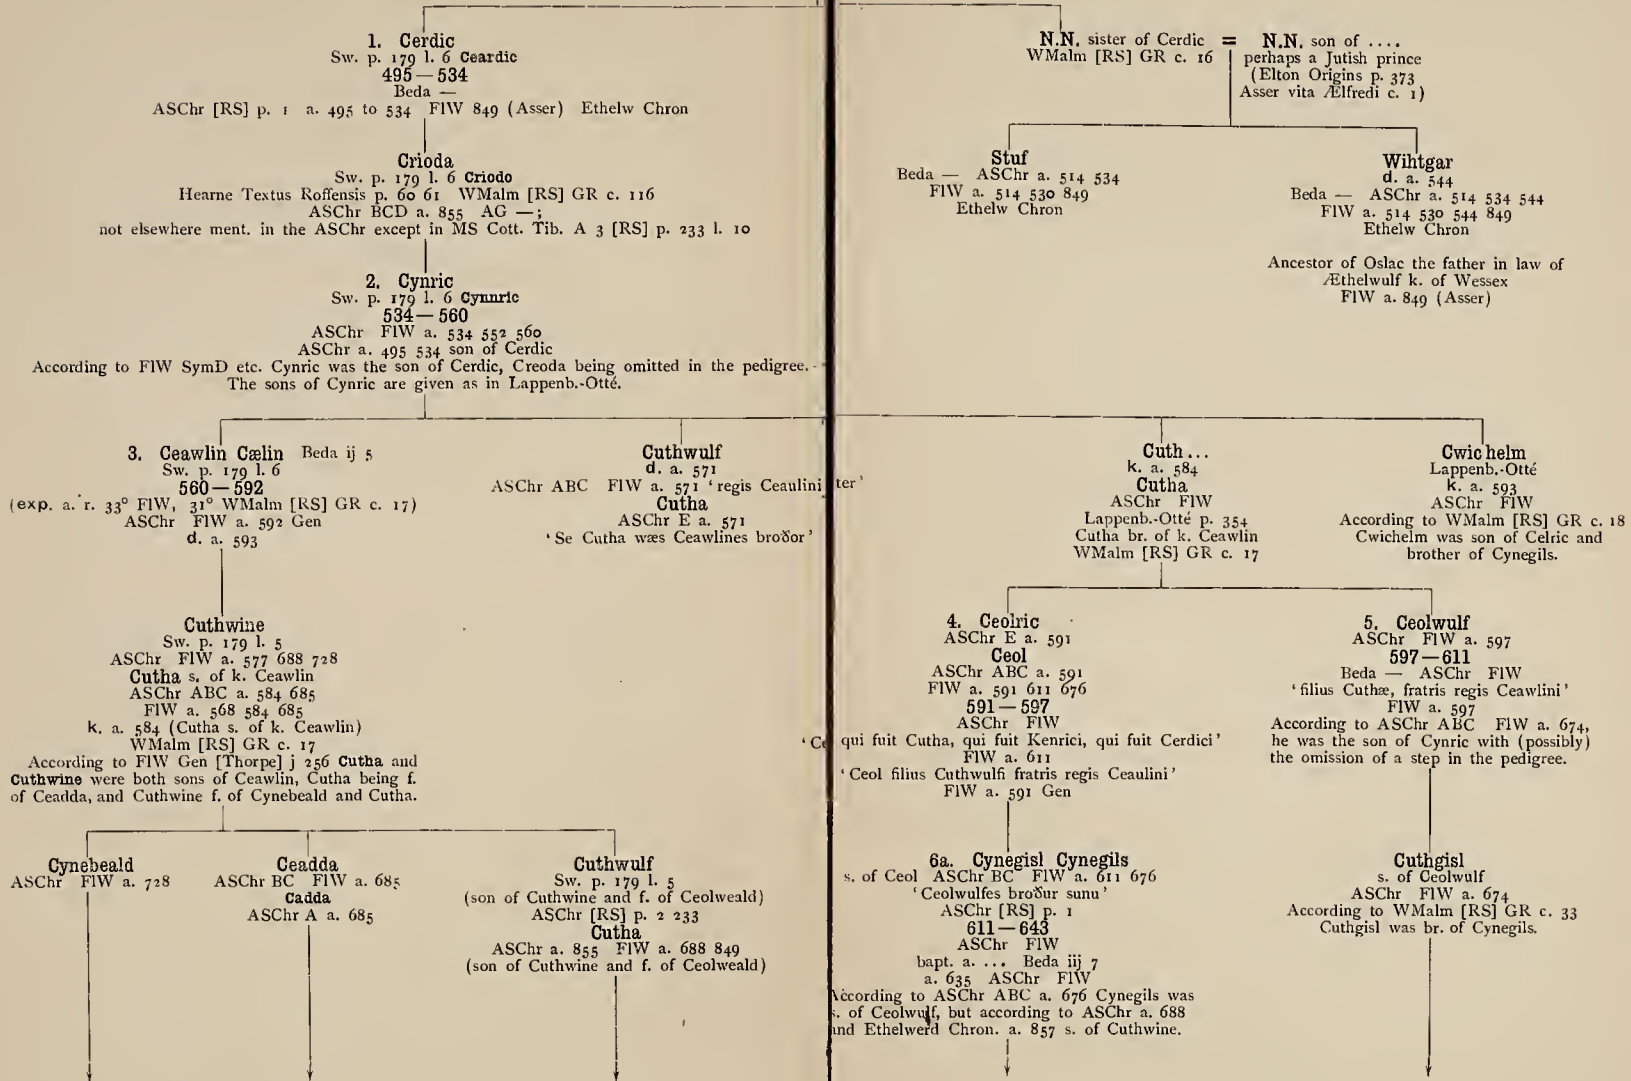 1. Cerdic
Sw. p. 179 l. 6 Ceardic
495—534
Beda —
ASChr [RS] p. 1 a. 495 to 534 FlW 849 (Asser) Ethelw Chron
N.N. sister of Cerdic = N.N. son of ....
WMalm [RS] GR c. 16
perhaps a Jutish prince
(Elton Origins p. 373
Asser vita Ælfredi c. 1)
Crioda
Sw. p. 179 l. 6 Criodo
Hearne Textus Roffensis p. 60 61 WMalm [RS] GR c. 116
ASChr BCD a. 855 AG —;
not elsewhere ment. in the ASChr except in MS Cott. Tib. A 3 [RS] p. 233 l. 10
Stuf
Beda — ASChr a. 514 534
FlW a. 514 530 849
Ethelw Chron
Wihtgar
d. a. 544
Beda — ASChr a. 514 534 544
FlW a. 514 530 544 849
Ethelw Chron
Ancestor of Oslac the father in law of
Æthelwulf k. of Wessex
FlW a. 849 (Asser)
2. Cynric
Sw. p. 179 l. 6 Cynnric
534—560
ASChr FlW a. 534 552 560
ASChr a. 495 534 son of Cerdic
According to FlW SymD etc. Cynric was the son of Cerdic, Creoda being omitted in the pedigree.
The sons of Cynric are given as in Lappenb.-Otté.
3. Ceawlin Cælin Beda ij 5
Sw. p. 179 l. 6
560—592
(exp. a. r. 33° FlW, 31° WMalm [RS] GR c. 17)
ASChr FlW a. 592 Gen
d. a. 593
Cuthwulf
d. a. 571
ASChr ABC FlW a. 571 ‘regis Ceaulini ter’
Cutha
ASChr E a. 571
‘Se Cutha wæs Ceawlines broðor’
Cuth...
k. a. 584
Cutha
ASChr FlW
Lappenb.-Otté p. 354
Cutha br. of k. Ceawlin
WMalm [RS] GR c. 17
Cwichelm
Lappenb.-Otté
k. a. 593
ASChr FlW
According to WMalm [RS] GR c. 18
Cwichelm was son of Celric and
brother of Cynegils.
Cuthwine
Sw. p. 179 l. 5
ASChr FlW a. 577 688 728
Cutha s. of k. Ceawlin
ASChr ABC a. 584 685
FlW a. 568 584 685
k. a. 584 (Cutha s. of k. Ceawlin)
WMalm [RS] GR c. 17
According to FlW Gen [Thorpe] j 256 Cutha and
Cuthwine were both sons of Ceawlin, Cutha being f.
of Ceadda, and Cuthwine f. of Cynebeald and Cutha.
4. Ceolric
ASChr E a. 591
Ceol
ASChr ABC a. 591
FlW a. 591 611 676
591—597
ASChr FlW
‘Ce qui fuit Cutha, qui fuit Kenrici, qui fuit Cerdici’
FlW a. 611
‘Ceol filius Cuthwulfi fratris regis Ceaulini’
FlW a. 591 Gen
5. Ceolwulf
ASChr FlW a. 597
597—611
Beda — ASChr FlW
‘filius Cuthæ, fratris regis Ceawlini’
FlW a. 597
According to ASChr ABC FlW a. 674,
he was the son of Cynric with (possibly)
the omission of a step in the pedigree.
Cynebeald
ASChr FlW a. 728
Ceadda
ASChr BC FlW a. 685
Cadda
ASChr A a. 685
Cuthwulf
Sw. p. 179 l. 5
(son of Cuthwine and f. of Ceolweald)
ASChr [RS] p. 2 233
Cutha
ASChr a. 855 FlW a. 688 849
(son of Cuthwine and f. of Ceolweald)
6a. Cynegisl Cynegils
s. of Ceol ASChr BC FlW a. 611 676
‘Ceolwulfes broður sunu’
ASChr [RS] p. 1
611—643
ASChr FlW
bapt. a. ... Beda iij 7
a. 635 ASChr FlW
According to ASChr ABC a. 676 Cynegils was
s. of Ceolwulf, but according to ASChr a. 688
and Ethelwerd Chron. a. 857 s. of Cuthwine.
Cuthgisl
s. of Ceolwulf
ASChr FlW a. 674
According to WMalm [RS] GR c. 33
Cuthgisl was br. of Cynegils.